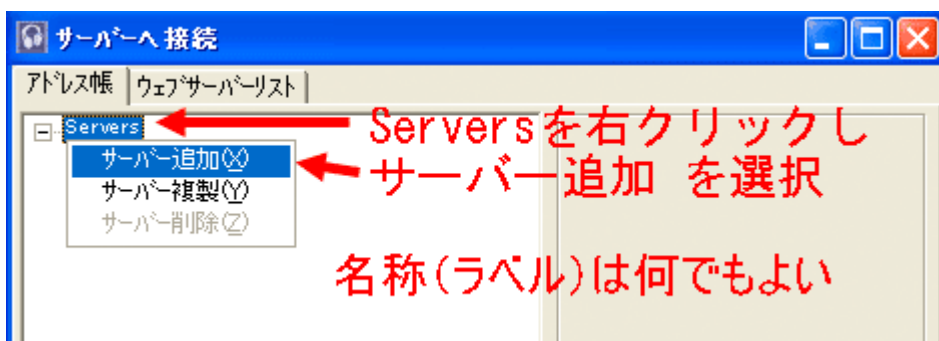 サーバーへ接続
アドレス帳 ウェブサーバーリスト
Servers
サーバー追加(X)
サーバー複製(Y)
サーバー削除(Z)
Serversを右クリックし
サーバー追加 を選択
名称(ラベル)は何でもよい